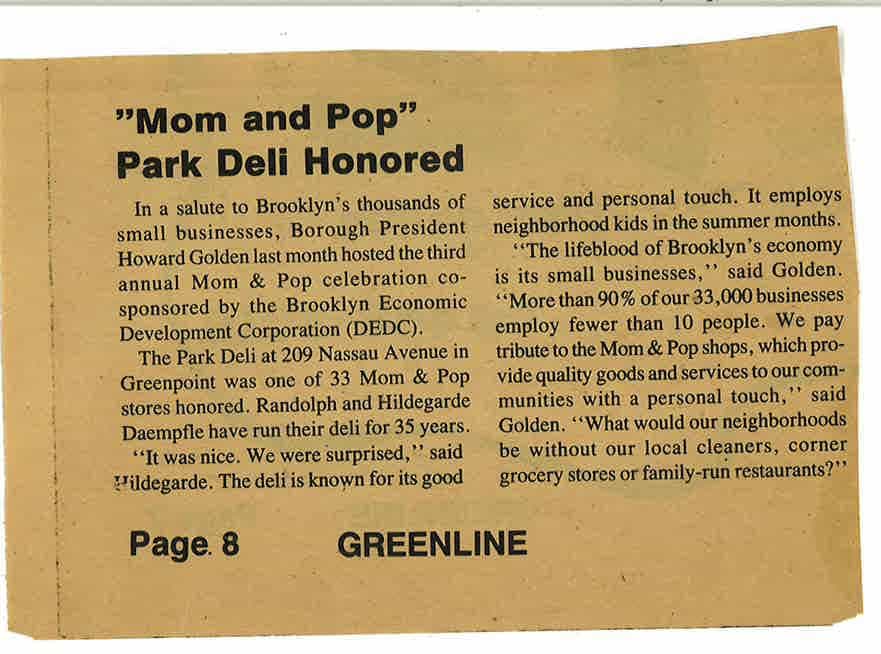 ”Mom and Pop”
Park Deli Honored
In a salute to Brooklyn's thousands of
small businesses, Borough President
Howard Golden last month hosted the third
annual Mom & Pop celebration co-
sponsored by the Brooklyn Economic
Development Corporation (DEDC).
The Park Deli at 209 Nassau Avenue in
Greenpoint was one of 33 Mom & Pop
stores honored. Randolph and Hildegarde
Daempfle have run their deli for 35 years.
‘‘It was nice. We were surprised,’’ said
Hildegarde. The deli is known for its good
service and personal touch. It employs
neighborhood kids in the summer months.
‘‘The lifeblood of Brooklyn's economy
is its small businesses,’’ said Golden.
‘‘More than 90% of our 33,000 businesses
employ fewer than 10 people. We pay
tribute to the Mom & Pop shops, which pro-
vide quality goods and services to our com-
munities with a personal touch,’’ said
Golden. ‘‘What would our neighborhoods
be without our local cleaners, corner
grocery stores or family-run restaurants?’’
Page 8 GREENLINE